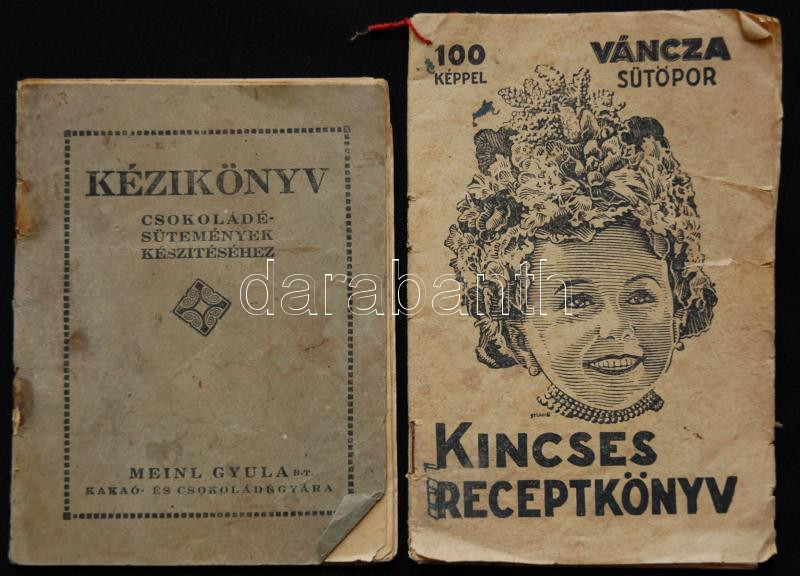 KÉZIKÖNYV
CSOKOLÁDÉ-
SÜTEMÉNYEK
KÉSZITÉSÉHEZ
MEINL GYULA R.T.
KAKAÓ- ÉS CSOKOLÁDÉGYÁRA
100
KÉPPEL
VÁNCZA
SÜTŐPOR
KINCSES
RECEPTKÖNYV
darabanth